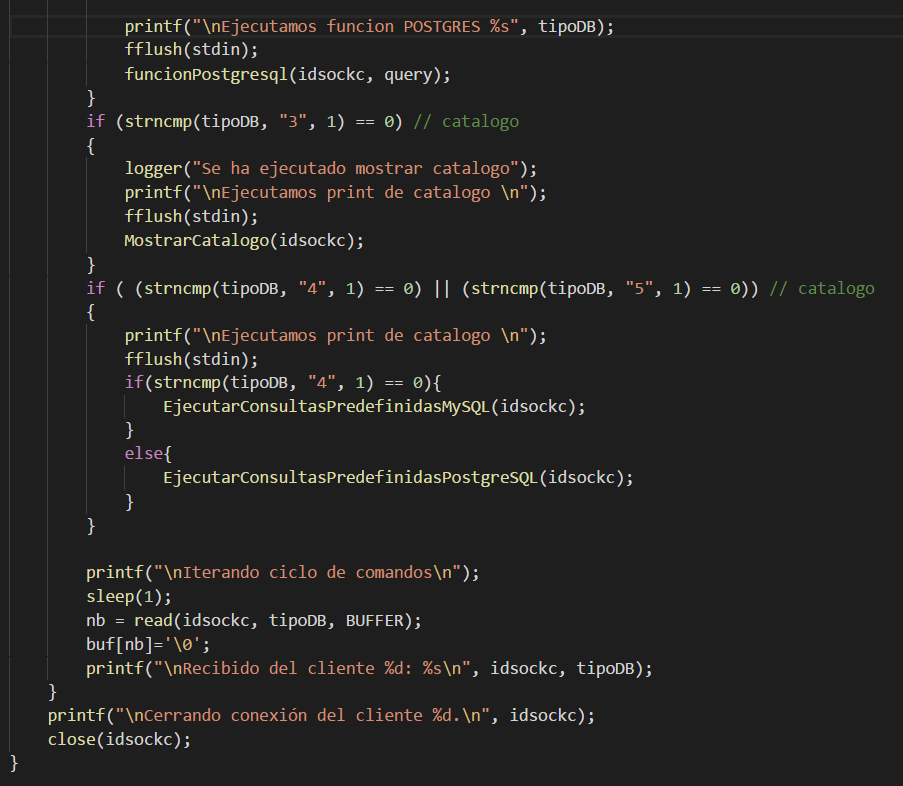 printf("\nEjecutamos funcion POSTGRES %s", tipoDB);
fflush(stdin);
funcionPostgresql(idsockc, query);
}
if (strncmp(tipoDB, "3", 1) == 0) // catalogo
{
logger("Se ha ejecutado mostrar catalogo");
printf("\nEjecutamos print de catalogo \n");
fflush(stdin);
MostrarCatalogo(idsockc);
}
if ( (strncmp(tipoDB, "4", 1) == 0) || (strncmp(tipoDB, "5", 1) == 0)) // catalogo
{
printf("\nEjecutamos print de catalogo \n");
fflush(stdin);
if(strncmp(tipoDB, "4", 1) == 0){
EjecutarConsultasPredefinidasMySQL(idsockc);
}
else{
EjecutarConsultasPredefinidasPostgreSQL(idsockc);
}
}
printf("\nIterando ciclo de comandos\n");
sleep(1);
nb = read(idsockc, tipoDB, BUFFER);
buf[nb]='\0';
printf("\nRecibido del cliente %d: %s\n", idsockc, tipoDB);
}
printf("\nCerrando conexión del cliente %d.\n", idsockc);
close(idsockc);
}